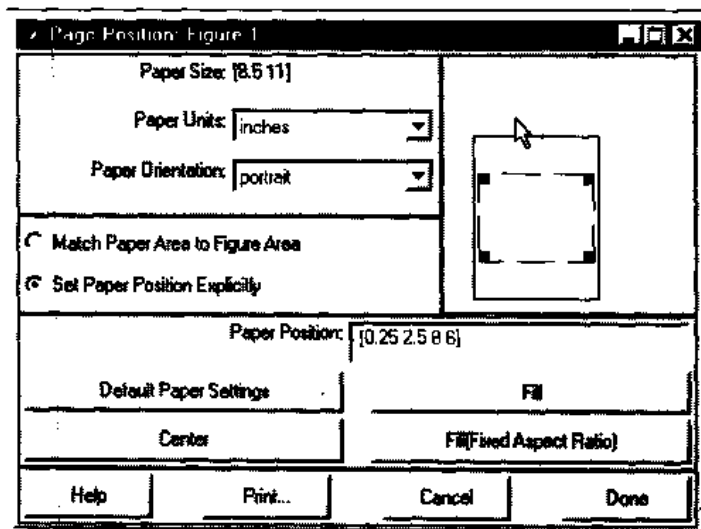 Page Position: Figure 1
Paper Size: [8.5 11]
Paper Units: inches
Paper Orientation: portrait
Match Paper Area to Figure Area
Set Paper Position Explicitly
Paper Position: [0.25 2.5 8 6]
Default Paper Settings Fill
Center Fill(Fixed Aspect Ratio)
Help Print... Cancel Done